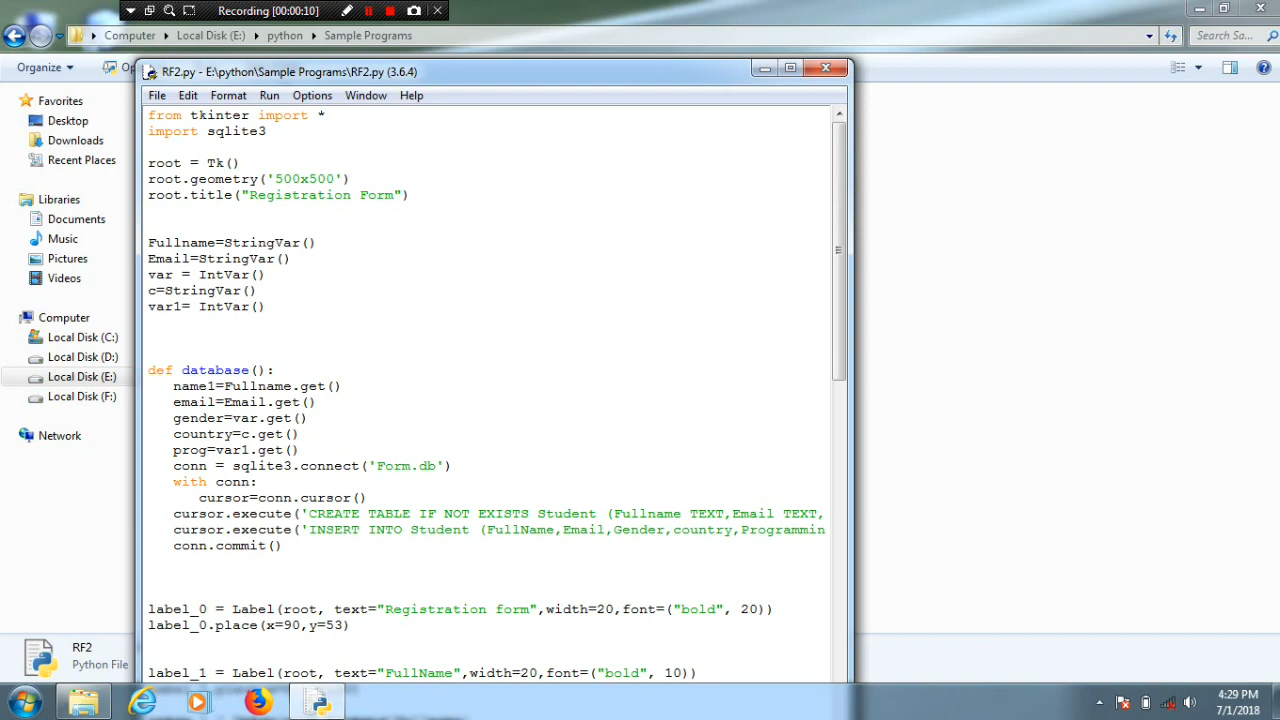 Recording [00:00:10]
Computer Local Disk (E:) python Sample Programs Search Sa...
Organize Op
RF2.py - E:\python\Sample Programs\RF2.py (3.6.4)
File Edit Format Run Options Window Help
Favorites
Desktop
Downloads
Recent Places
Libraries
Documents
Music
Pictures
Videos
Computer
Local Disk (C:)
Local Disk (D:)
Local Disk (E:)
Local Disk (F:)
Network
from tkinter import *
import sqlite3
root = Tk()
root.geometry('500x500')
root.title("Registration Form")
Fullname=StringVar()
Email=StringVar()
var = IntVar()
c=StringVar()
var1= IntVar()
def database():
name1=Fullname.get()
email=Email.get()
gender=var.get()
country=c.get()
prog=var1.get()
conn = sqlite3.connect('Form.db')
with conn:
cursor=conn.cursor()
cursor.execute('CREATE TABLE IF NOT EXISTS Student (Fullname TEXT,Email TEXT,
cursor.execute('INSERT INTO Student (FullName,Email,Gender,country,Programmin
conn.commit()
label_0 = Label(root, text="Registration form",width=20,font=("bold", 20))
label_0.place(x=90,y=53)
label_1 = Label(root, text="FullName",width=20,font=("bold", 10))
RF2
Python File
4:29 PM
7/1/2018